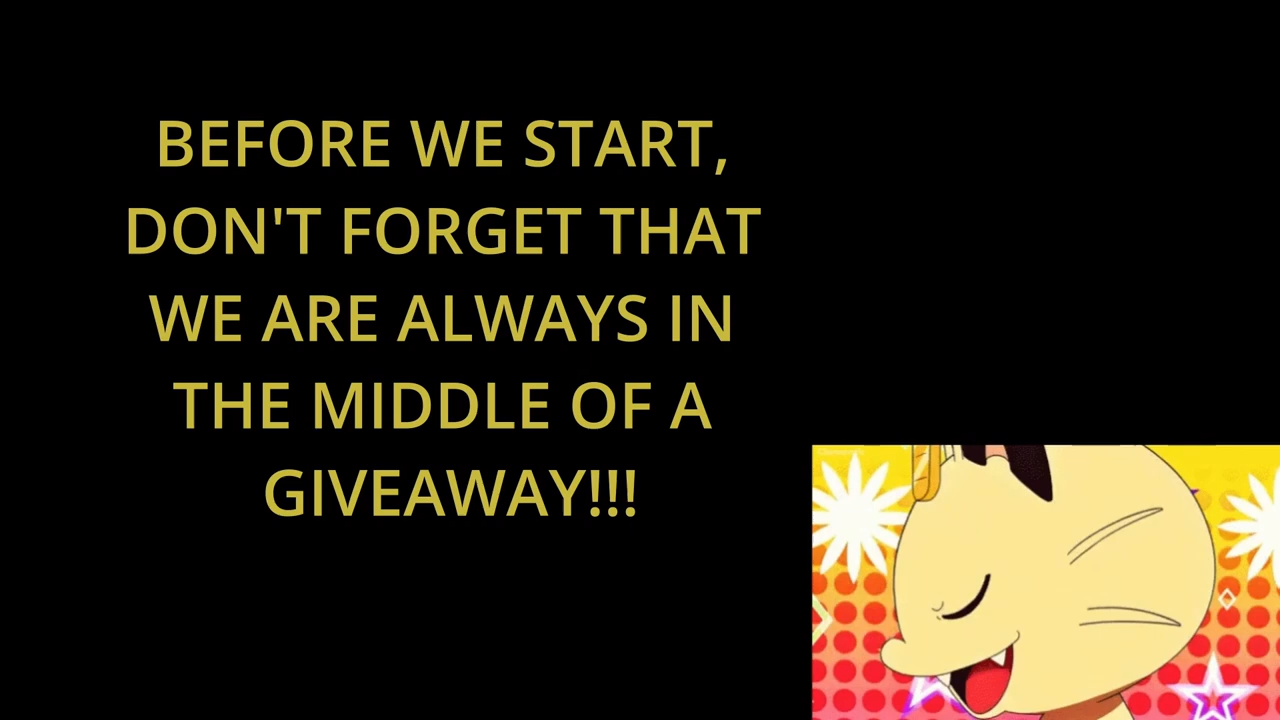 BEFORE WE START,
DON'T FORGET THAT
WE ARE ALWAYS IN
THE MIDDLE OF A
GIVEAWAY!!!